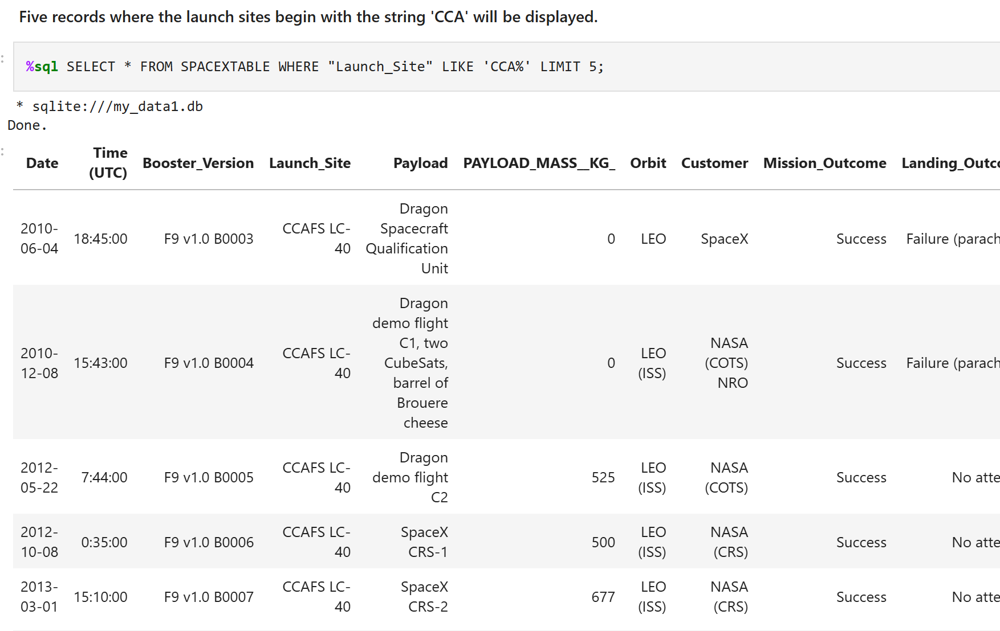 Five records where the launch sites begin with the string 'CCA' will be displayed.
%sql SELECT * FROM SPACEXTABLE WHERE "Launch_Site" LIKE 'CCA%' LIMIT 5;
* sqlite:///my_data1.db
Done.
Date Time (UTC) Booster_Version Launch_Site Payload PAYLOAD_MASS__KG_ Orbit Customer Mission_Outcome Landing_Outco
2010-06-04 18:45:00 F9 v1.0 B0003 CCAFS LC-40 Dragon Spacecraft Qualification Unit 0 LEO SpaceX Success Failure (parach
2010-12-08 15:43:00 F9 v1.0 B0004 CCAFS LC-40 Dragon demo flight C1, two CubeSats, barrel of Brouere cheese 0 LEO (ISS) NASA (COTS) NRO Success Failure (parach
2012-05-22 7:44:00 F9 v1.0 B0005 CCAFS LC-40 Dragon demo flight C2 525 LEO (ISS) NASA (COTS) Success No atte
2012-10-08 0:35:00 F9 v1.0 B0006 CCAFS LC-40 SpaceX CRS-1 500 LEO (ISS) NASA (CRS) Success No atte
2013-03-01 15:10:00 F9 v1.0 B0007 CCAFS LC-40 SpaceX CRS-2 677 LEO (ISS) NASA (CRS) Success No atte